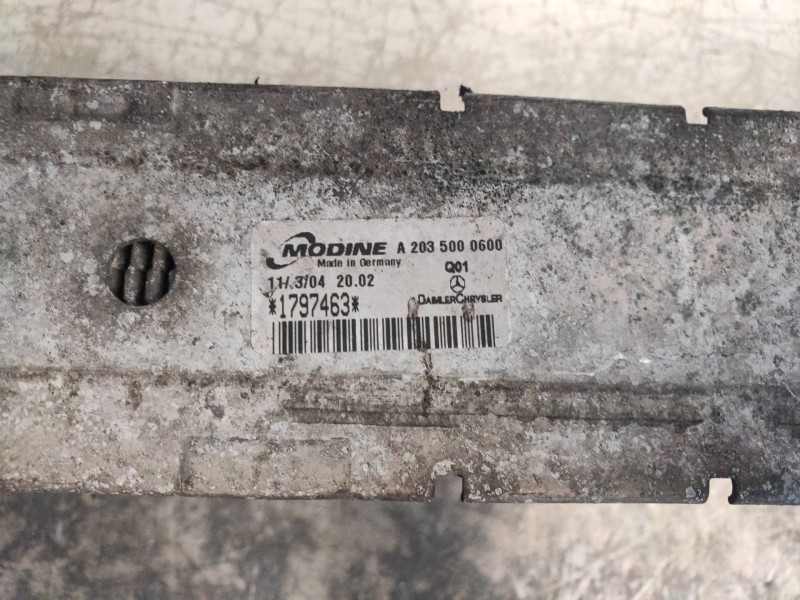 MODINE A 203 500 0600
Made in Germany
Q01
11/.3/04 20.02
*1797463*
DAIMLERCHRYSLER